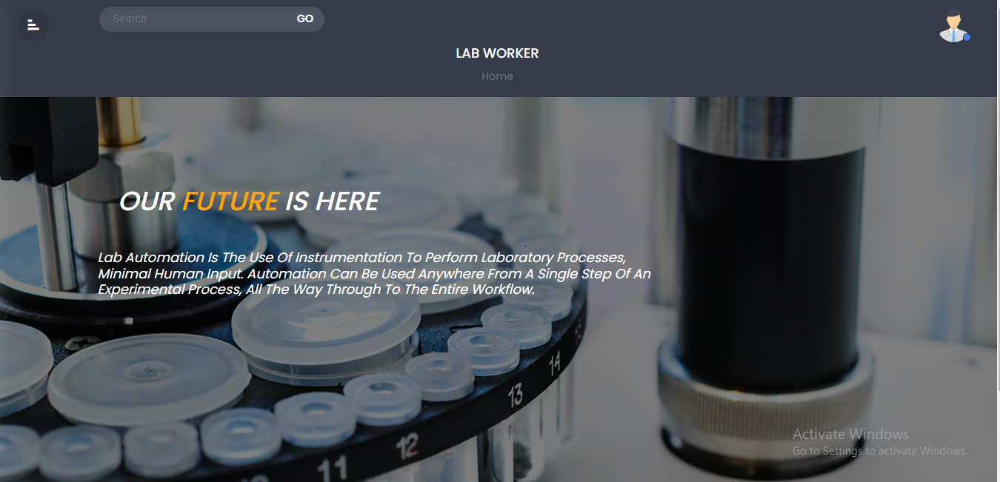 Search GO
LAB WORKER
Home
OUR FUTURE IS HERE
Lab Automation Is The Use Of Instrumentation To Perform Laboratory Processes,
Minimal Human Input. Automation Can Be Used Anywhere From A Single Step Of An
Experimental Process, All The Way Through To The Entire Workflow.
14
13
12
11
Activate Windows
Go to Settings to activate Windows.